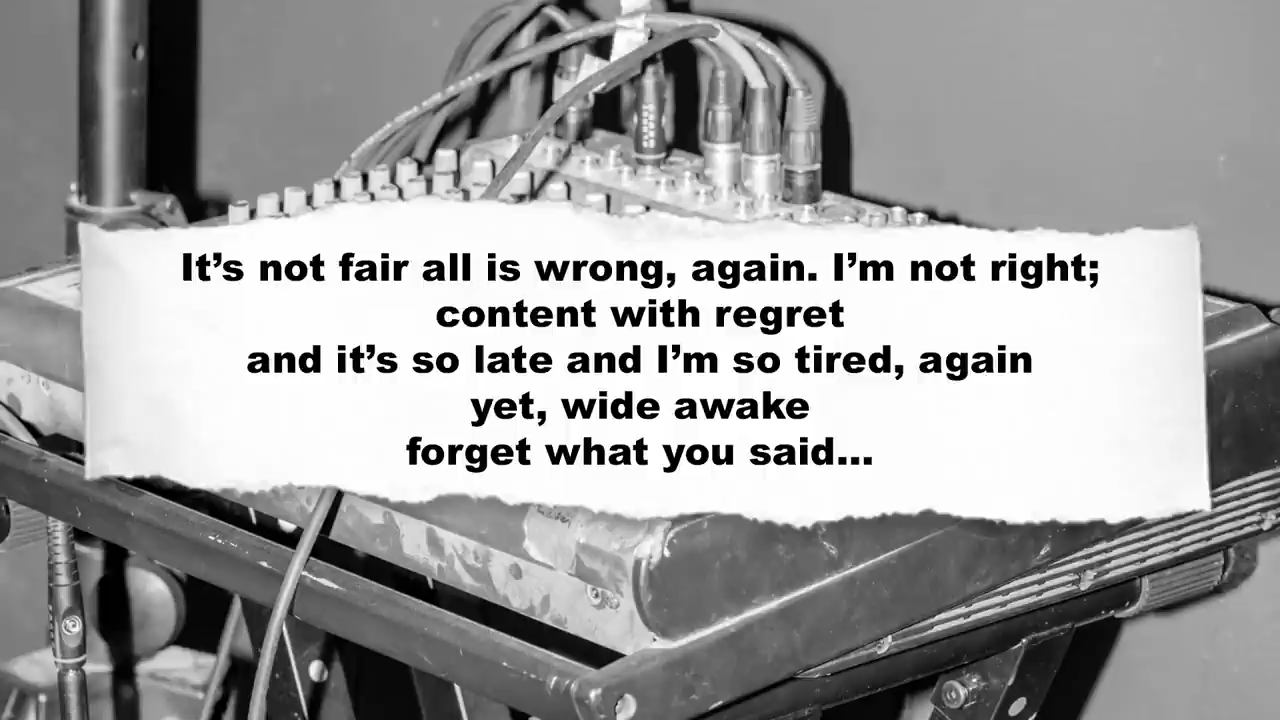 It’s not fair all is wrong, again. I’m not right;
content with regret
and it’s so late and I’m so tired, again
yet, wide awake
forget what you said...